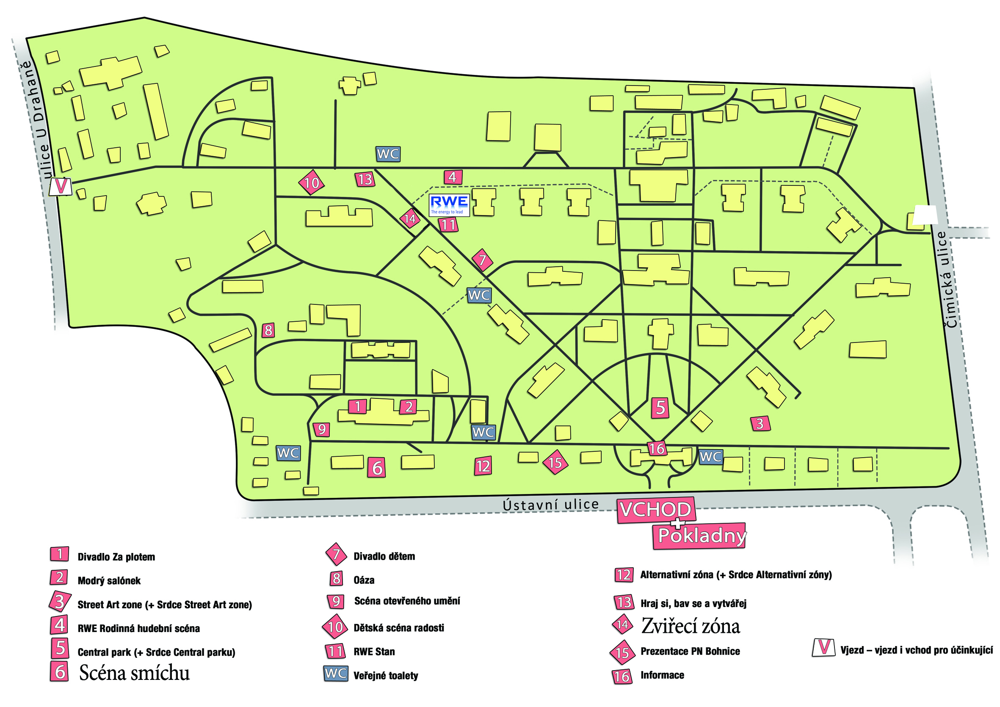 ulice U Drahaně
WC
V
10
13
4
RWE
The energy to lead
14
11
7
WC
Čimická ulice
8
1
2
5
9
3
WC
16
WC
WC
6
12
15
Ústavní ulice
VCHOD
+
Pokladny
1 Divadlo Za plotem
2 Modrý salónek
3 Street Art zone (+ Srdce Street Art zone)
4 RWE Rodinná hudební scéna
5 Central park (+ Srdce Central parku)
6 Scéna smíchu
7 Divadlo dětem
8 Oáza
9 Scéna otevřeného umění
10 Dětská scéna radosti
11 RWE Stan
WC Veřejné toalety
12 Alternativní zóna (+ Srdce Alternativní zóny)
13 Hraj si, bav se a vytvářej
14 Zviřecí zóna
15 Prezentace PN Bohnice
16 Informace
V Vjezd – vjezd i vchod pro účinkující